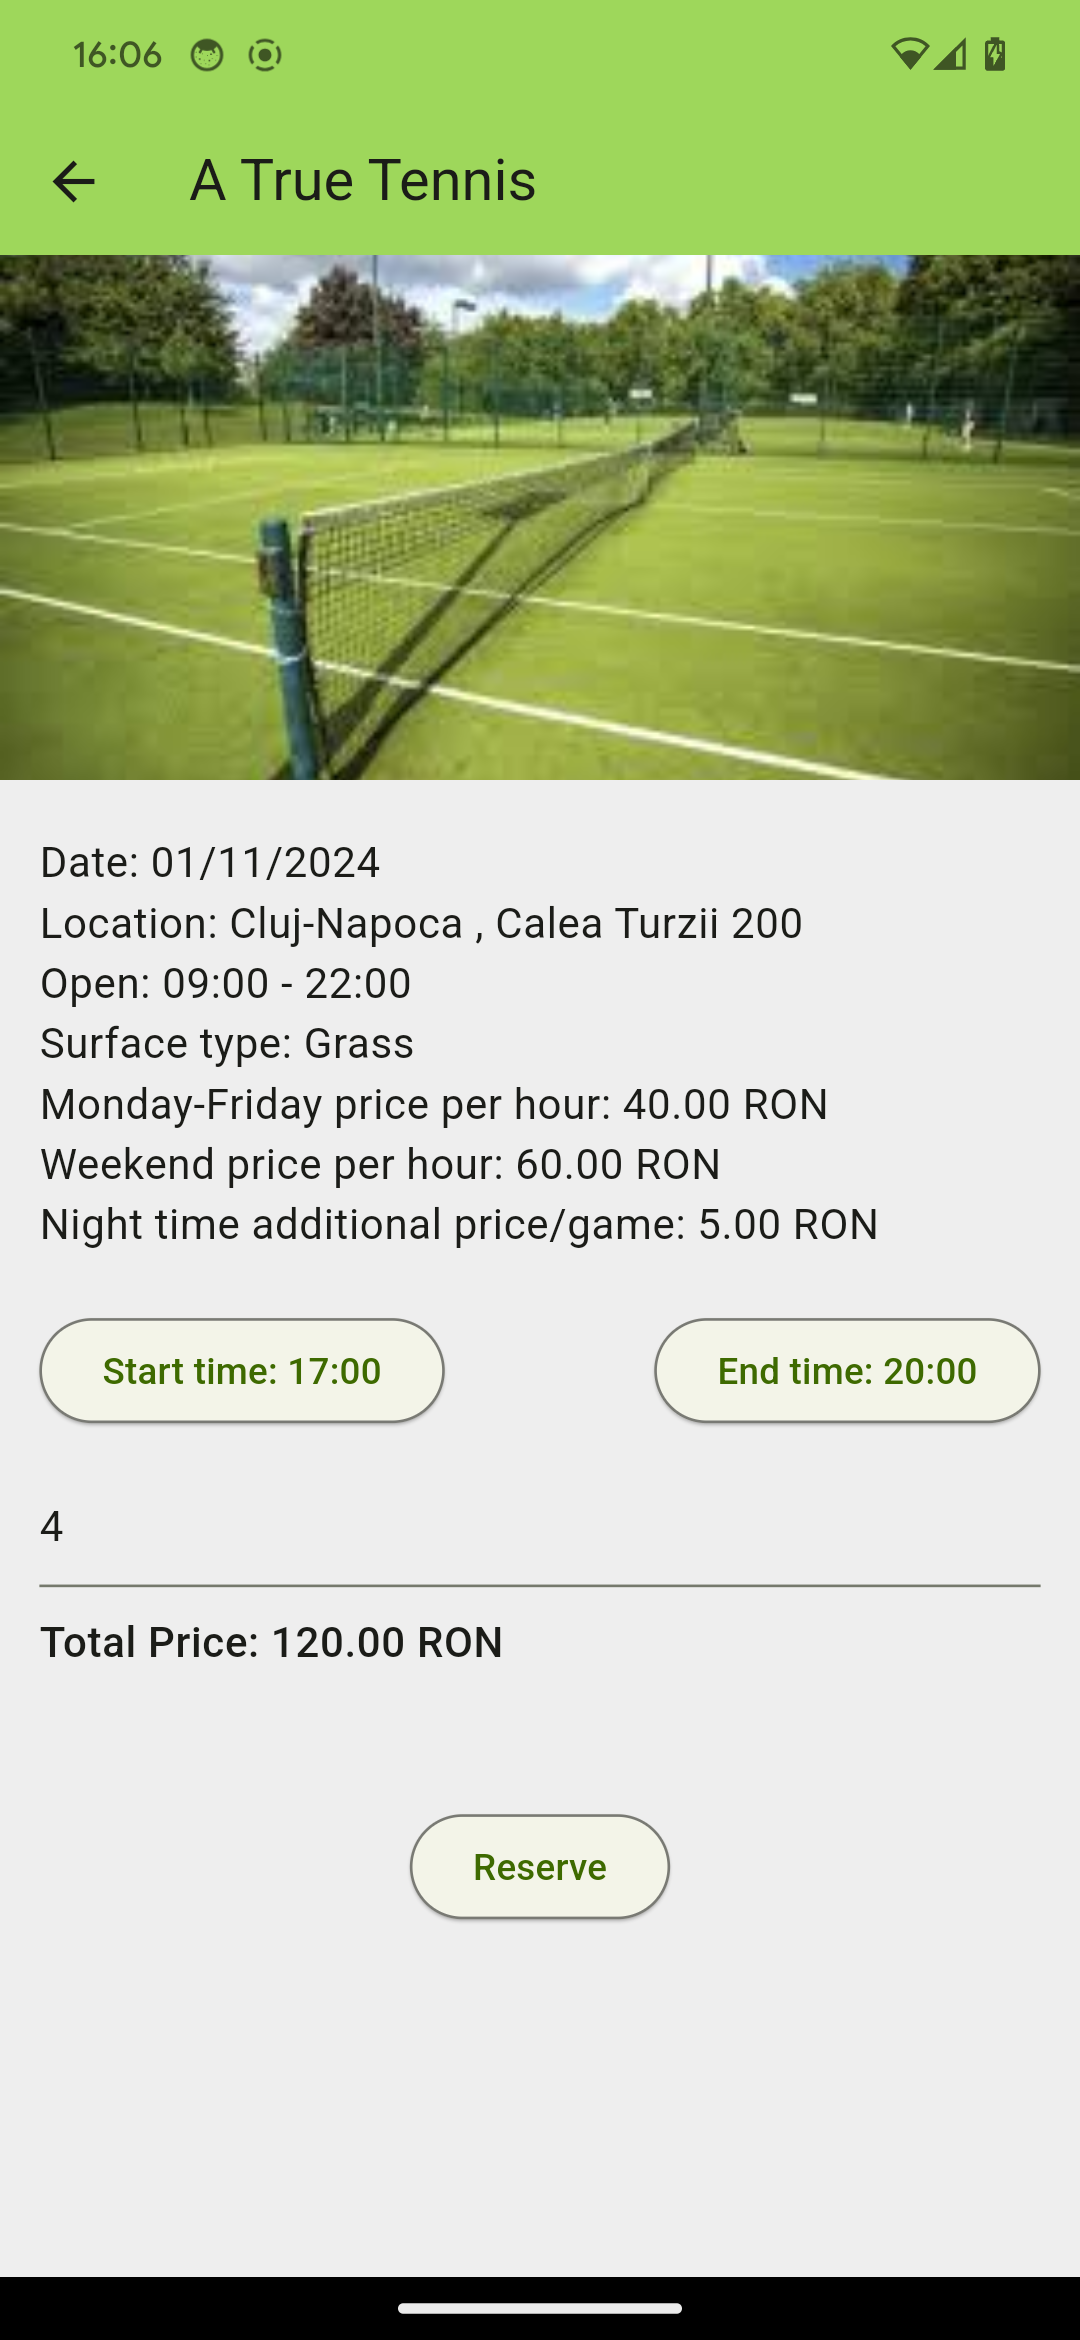 16:06
A True Tennis
Date: 01/11/2024
Location: Cluj-Napoca , Calea Turzii 200
Open: 09:00 - 22:00
Surface type: Grass
Monday-Friday price per hour: 40.00 RON
Weekend price per hour: 60.00 RON
Night time additional price/game: 5.00 RON
Start time: 17:00 End time: 20:00
4
Total Price: 120.00 RON
Reserve